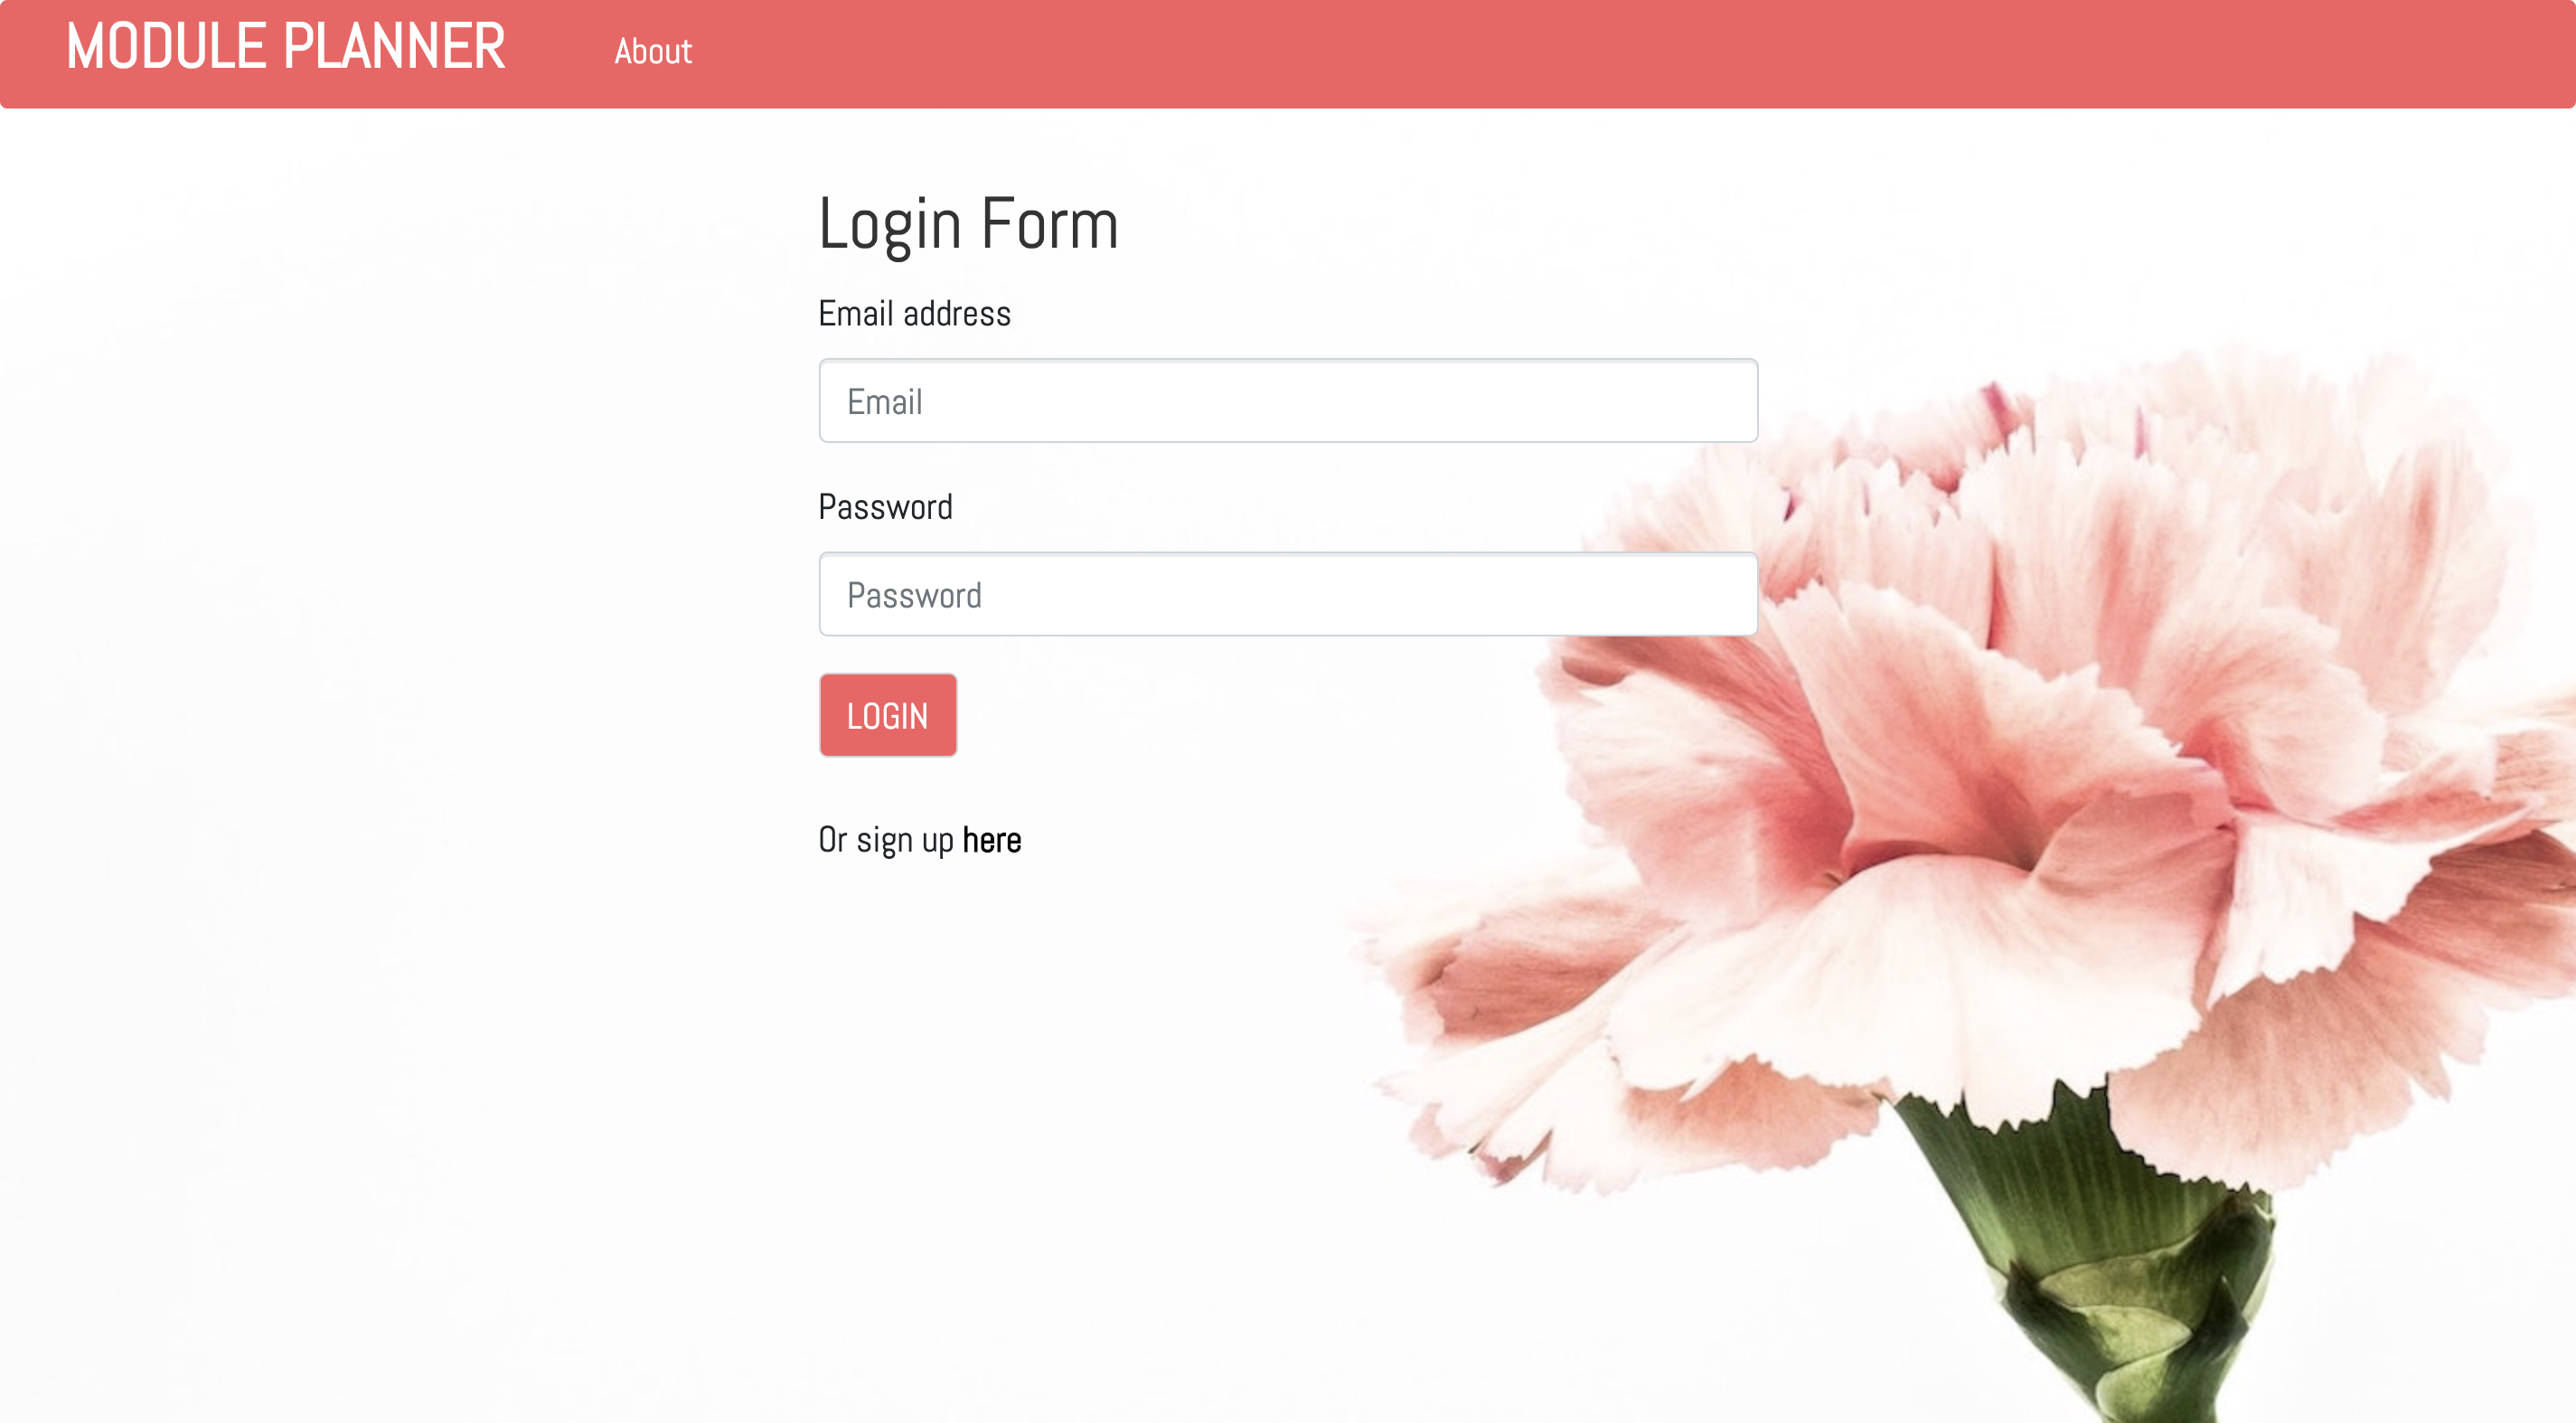 MODULE PLANNER About
Login Form
Email address
Email
Password
Password
LOGIN
Or sign up here